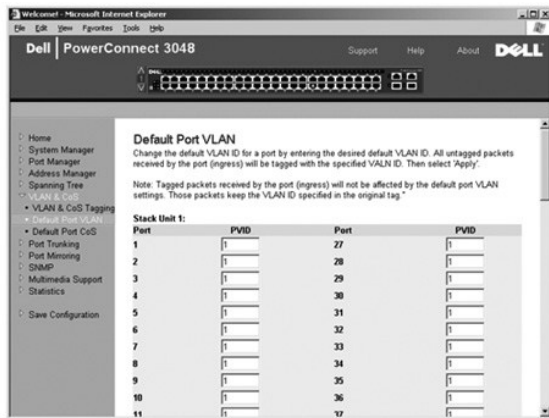 Welcome! - Microsoft Internet Explorer
File Edit View Favorites Tools Help
Dell | PowerConnect 3048
Support Help About DELL
Home
System Manager
Port Manager
Address Manager
Spanning Tree
VLAN & CoS
• VLAN & CoS Tagging
• Default Port VLAN
• Default Port CoS
Port Trunking
Port Mirroring
SNMP
Multimedia Support
Statistics
Save Configuration
Default Port VLAN
Change the default VLAN ID for a port by entering the desired default VLAN ID. All untagged packets
received by the port (ingress) will be tagged with the specified VALN ID. Then select 'Apply'.
Note: Tagged packets received by the port (ingress) will not be affected by the default port VLAN
settings. Those packets keep the VLAN ID specified in the original tag."
Stack Unit 1:
Port PVID Port PVID
1 1 27 1
2 1 28 1
3 1 29 1
4 1 30 1
5 1 31 1
6 1 32 1
7 1 33 1
8 1 34 1
9 1 35 1
10 1 36 1
11 1 37 1